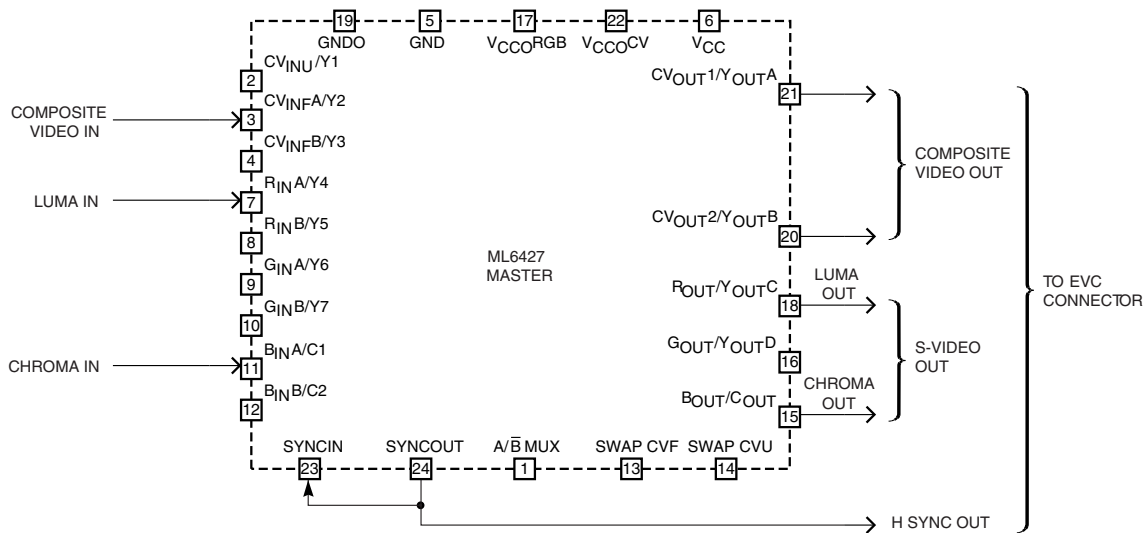 19 5 17 22 6
GNDO GND VCCORGB VCCOCV VCC
CVINU/Y1
2
CVINFA/Y2
3
COMPOSITE
VIDEO IN
CVINFB/Y3
4
RINA/Y4
7
LUMA IN
RINB/Y5
8
GINA/Y6
9
GINB/Y7
10
BINA/C1
11
CHROMA IN
BINB/C2
12
ML6427
MASTER
CVOUT1/YOUTA
21
COMPOSITE
VIDEO OUT
CVOUT2/YOUTB
20
ROUT/YOUTC
18
LUMA
OUT
GOUT/YOUTD
16
S-VIDEO
OUT
BOUT/COUT
15
CHROMA
OUT
TO EVC
CONNECTOR
SYNCIN SYNCOUT A/B̅ MUX SWAP CVF SWAP CVU
23 24 1 13 14
H SYNC OUT